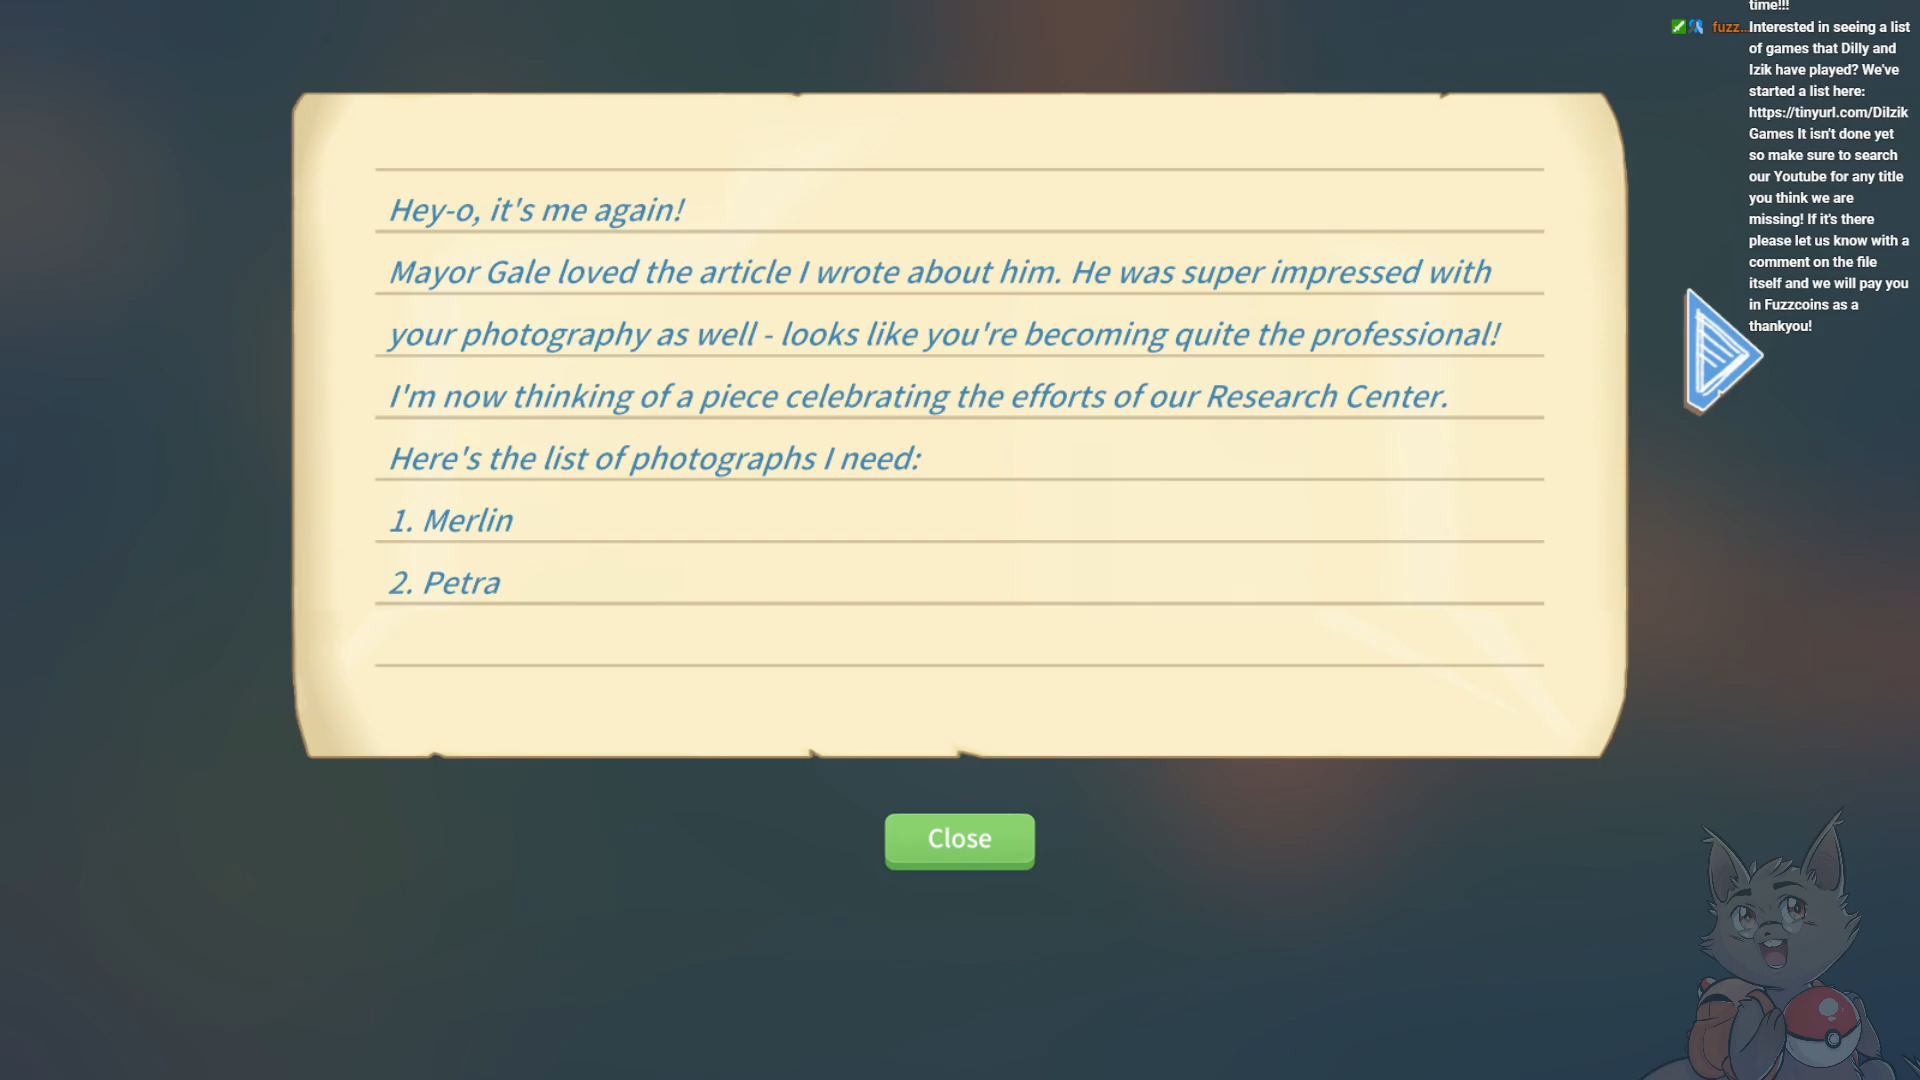 Hey-o, it's me again!
Mayor Gale loved the article I wrote about him. He was super impressed with
your photography as well - looks like you're becoming quite the professional!
I'm now thinking of a piece celebrating the efforts of our Research Center.
Here's the list of photographs I need:
1. Merlin
2. Petra
Close
time!!!
fuzz...Interested in seeing a list
of games that Dilly and
Izik have played? We've
started a list here:
https://tinyurl.com/Dilzik
Games It isn't done yet
so make sure to search
our Youtube for any title
you think we are
missing! If it's there
please let us know with a
comment on the file
itself and we will pay you
in Fuzzcoins as a
thankyou!